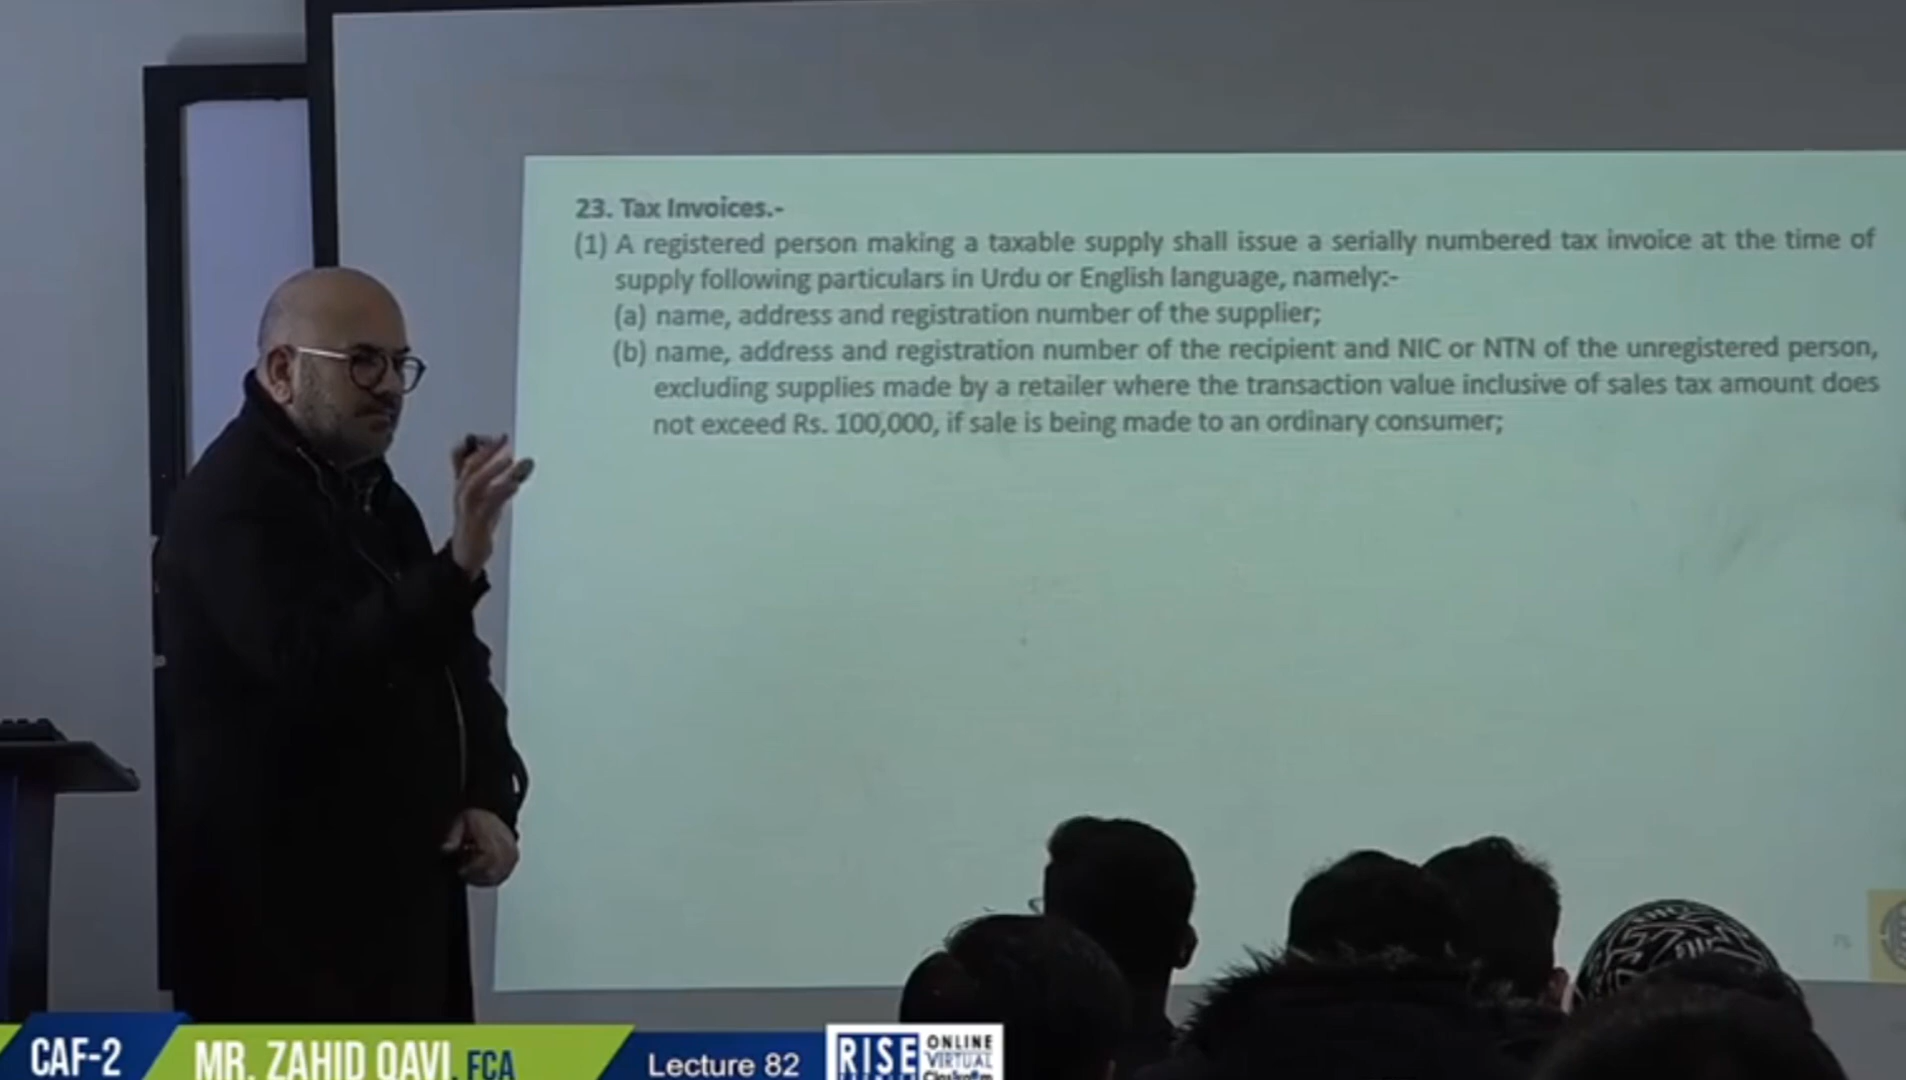 23. Tax Invoices.-
(1) A registered person making a taxable supply shall issue a serially numbered tax invoice at the time of
supply following particulars in Urdu or English language, namely:-
(a) name, address and registration number of the supplier;
(b) name, address and registration number of the recipient and NIC or NTN of the unregistered person,
excluding supplies made by a retailer where the transaction value inclusive of sales tax amount does
not exceed Rs. 100,000, if sale is being made to an ordinary consumer;
CAF-2
MR. ZAHID QAVI, FCA
Lecture 82
RISE
ONLINE
VIRTUAL